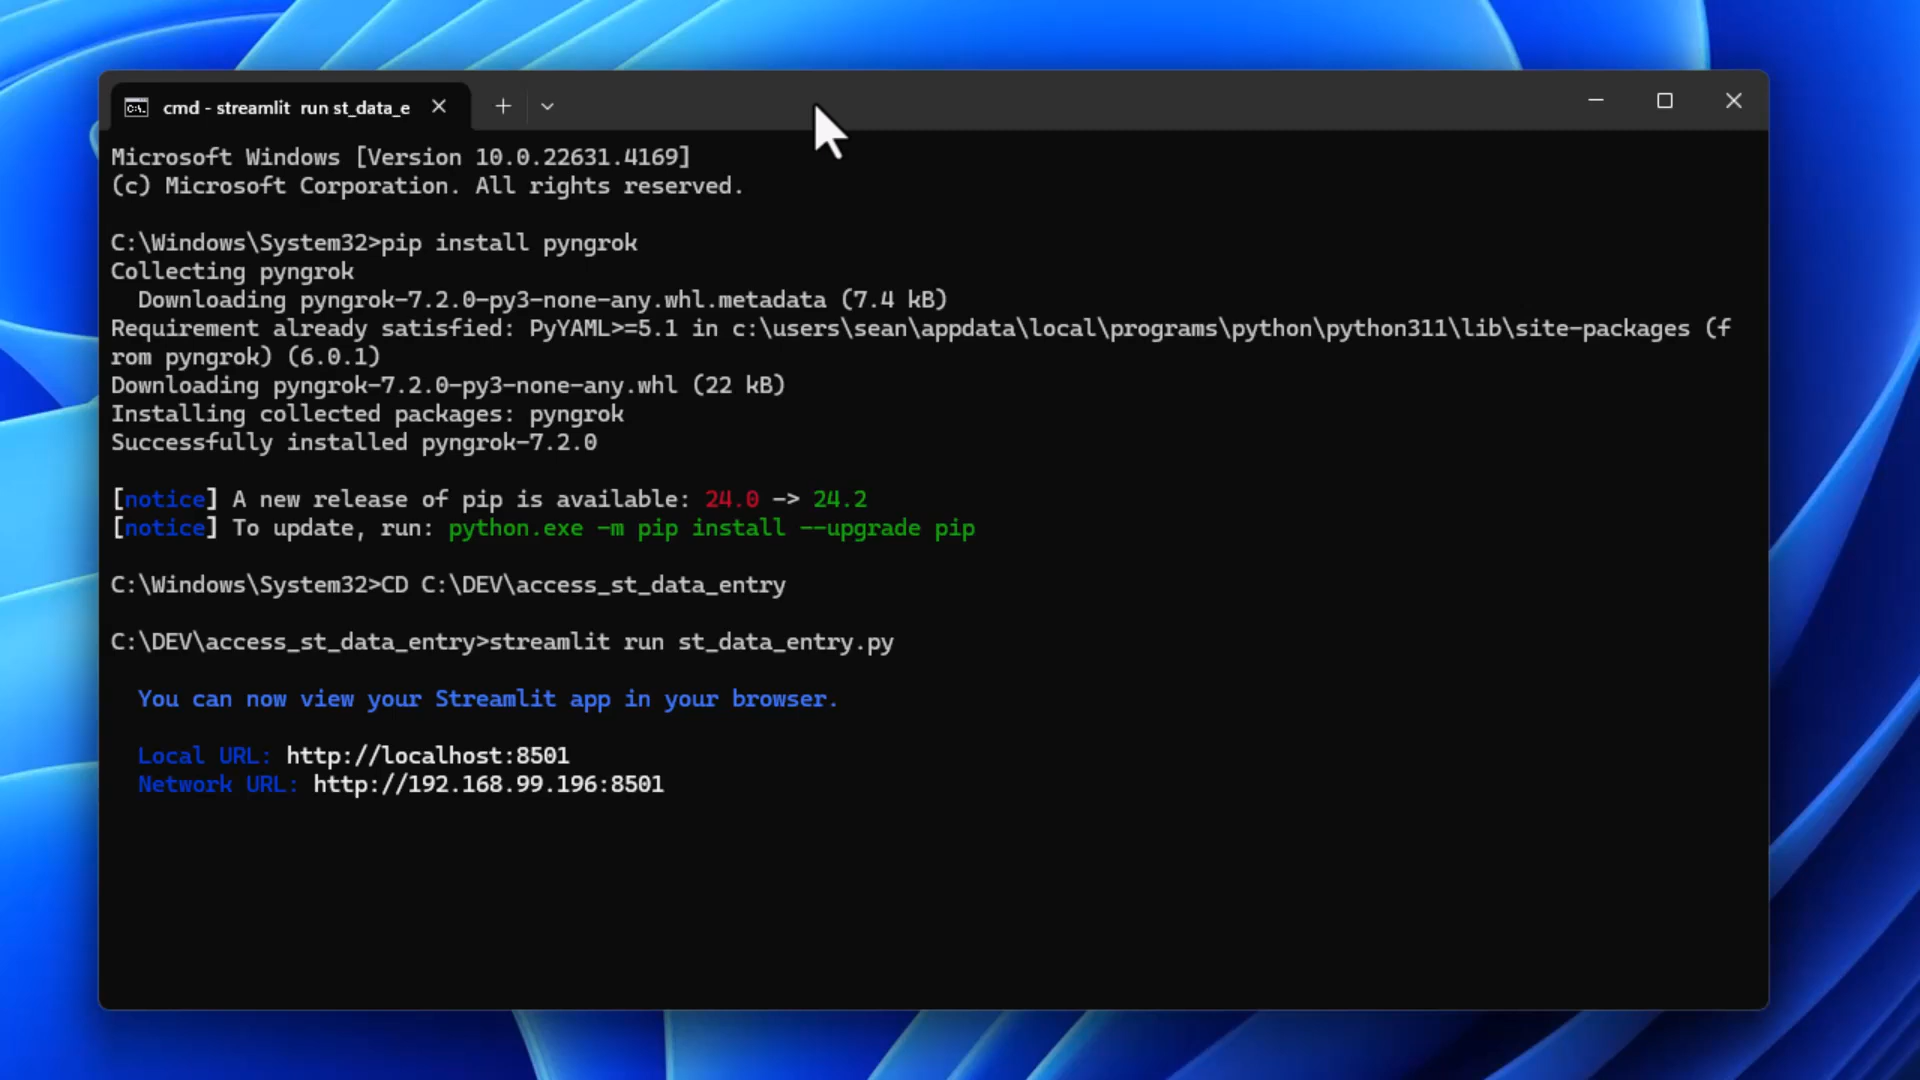 cmd - streamlit  run st_data_e
Microsoft Windows [Version 10.0.22631.4169]
(c) Microsoft Corporation. All rights reserved.
C:\Windows\System32>pip install pyngrok
Collecting pyngrok
  Downloading pyngrok-7.2.0-py3-none-any.whl.metadata (7.4 kB)
Requirement already satisfied: PyYAML>=5.1 in c:\users\sean\appdata\local\programs\python\python311\lib\site-packages (f
rom pyngrok) (6.0.1)
Downloading pyngrok-7.2.0-py3-none-any.whl (22 kB)
Installing collected packages: pyngrok
Successfully installed pyngrok-7.2.0
[notice] A new release of pip is available: 24.0 -> 24.2
[notice] To update, run: python.exe -m pip install --upgrade pip
C:\Windows\System32>CD C:\DEV\access_st_data_entry
C:\DEV\access_st_data_entry>streamlit run st_data_entry.py
  You can now view your Streamlit app in your browser.
  Local URL: http://localhost:8501
  Network URL: http://192.168.99.196:8501